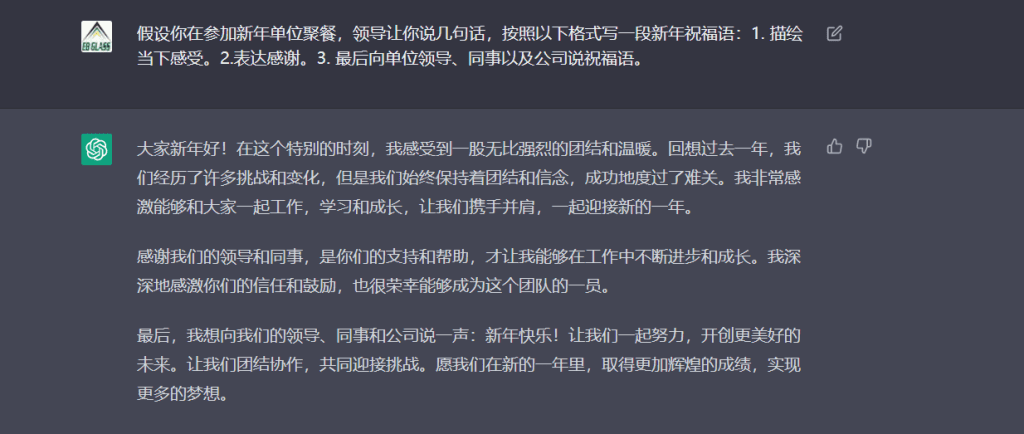 EB GLASS
假设你在参加新年单位聚餐，领导让你说几句话，按照以下格式写一段新年祝福语：1. 描绘
当下感受。2.表达感谢。3. 最后向单位领导、同事以及公司说祝福语。
大家新年好！在这个特别的时刻，我感受到一股无比强烈的团结和温暖。回想过去一年，我
们经历了许多挑战和变化，但是我们始终保持着团结和信念，成功地度过了难关。我非常感
激能够和大家一起工作，学习和成长，让我们携手并肩，一起迎接新的一年。
感谢我们的领导和同事，是你们的支持和帮助，才让我能够在工作中不断进步和成长。我深
深地感激你们的信任和鼓励，也很荣幸能够成为这个团队的一员。
最后，我想向我们的领导、同事和公司说一声：新年快乐！让我们一起努力，开创更美好的
未来。让我们团结协作，共同迎接挑战。愿我们在新的一年里，取得更加辉煌的成绩，实现
更多的梦想。